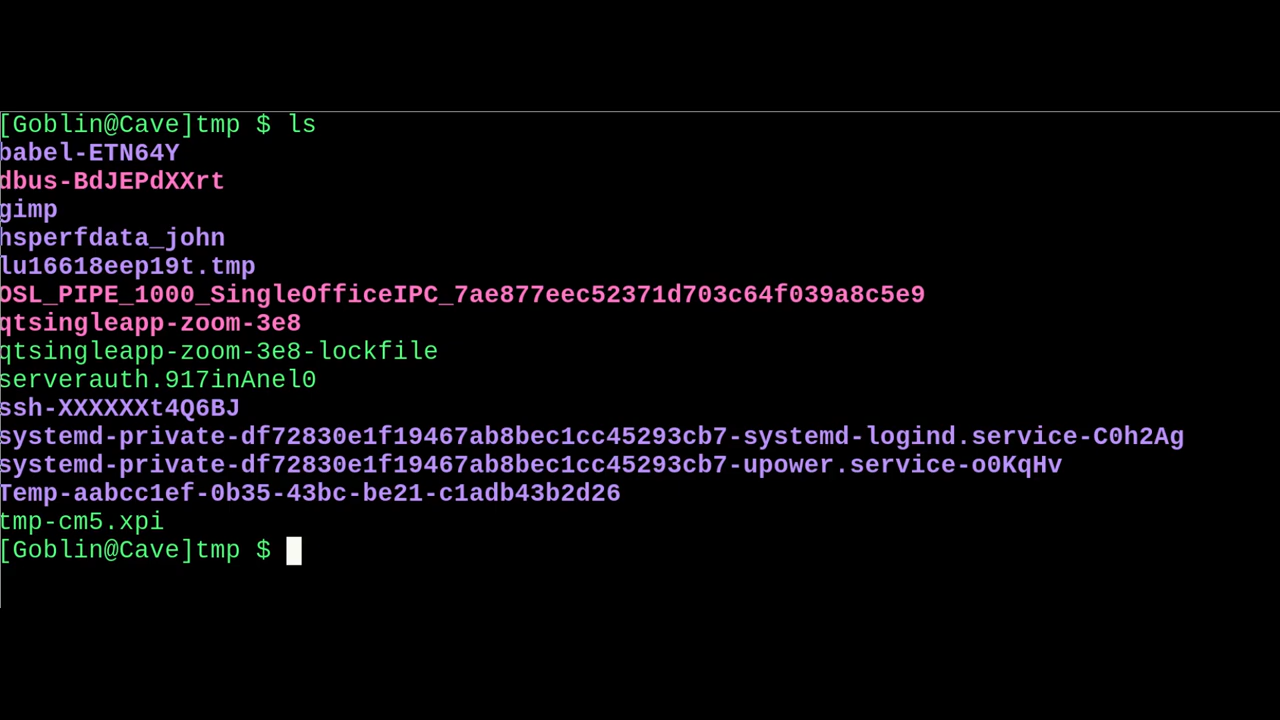 [Goblin@Cave]tmp $ ls
babel-ETN64Y
dbus-BdJEPdXXrt
gimp
hsperfdata_john
lu16618eep19t.tmp
OSL_PIPE_1000_SingleOfficeIPC_7ae877eec52371d703c64f039a8c5e9
qtsingleapp-zoom-3e8
qtsingleapp-zoom-3e8-lockfile
serverauth.917inAnel0
ssh-XXXXXXt4Q6BJ
systemd-private-df72830e1f19467ab8bec1cc45293cb7-systemd-logind.service-C0h2Ag
systemd-private-df72830e1f19467ab8bec1cc45293cb7-upower.service-o0KqHv
Temp-aabcc1ef-0b35-43bc-be21-c1adb43b2d26
tmp-cm5.xpi
[Goblin@Cave]tmp $